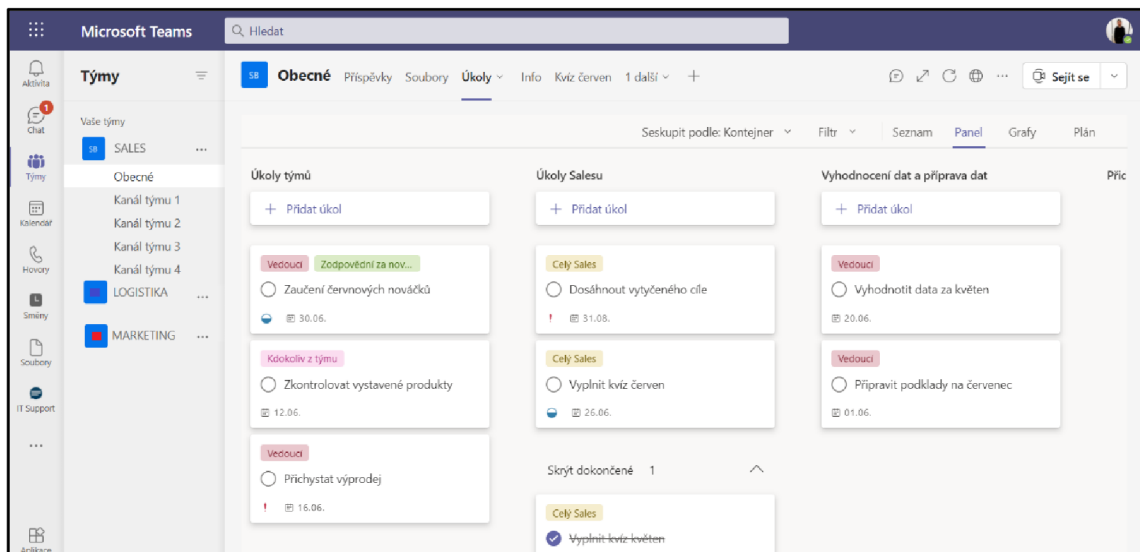 Microsoft Teams
Hledat
Aktivita
Chat
1
Týmy
Kalendář
Hovory
Směny
Soubory
IT Support
...
Aplikace
Týmy
Vaše týmy
SB SALES ...
Obecné
Kanál týmu 1
Kanál týmu 2
Kanál týmu 3
Kanál týmu 4
LOGISTIKA ...
MARKETING ...
SB Obecné Příspěvky Soubory Úkoly Info Kvíz červen 1 další + ... Sejít se
Seskupit podle: Kontejner Filtr Seznam Panel Grafy Plán
Úkoly týmů
+ Přidat úkol
Vedoucí Zodpovědní za nov...
Zaučení červnových nováčků
30.06.
Kdokoliv z týmu
Zkontrolovat vystavené produkty
12.06.
Vedoucí
Přichystat výprodej
! 16.06.
Úkoly Salesu
+ Přidat úkol
Celý Sales
Dosáhnout vytyčeného cíle
! 31.08.
Celý Sales
Vyplnit kvíz červen
26.06.
Skrýt dokončené 1
Celý Sales
Vyplnit kvíz květen
Vyhodnocení dat a příprava dat
+ Přidat úkol
Vedoucí
Vyhodnotit data za květen
20.06.
Vedoucí
Připravit podklady na červenec
01.06.
Přic